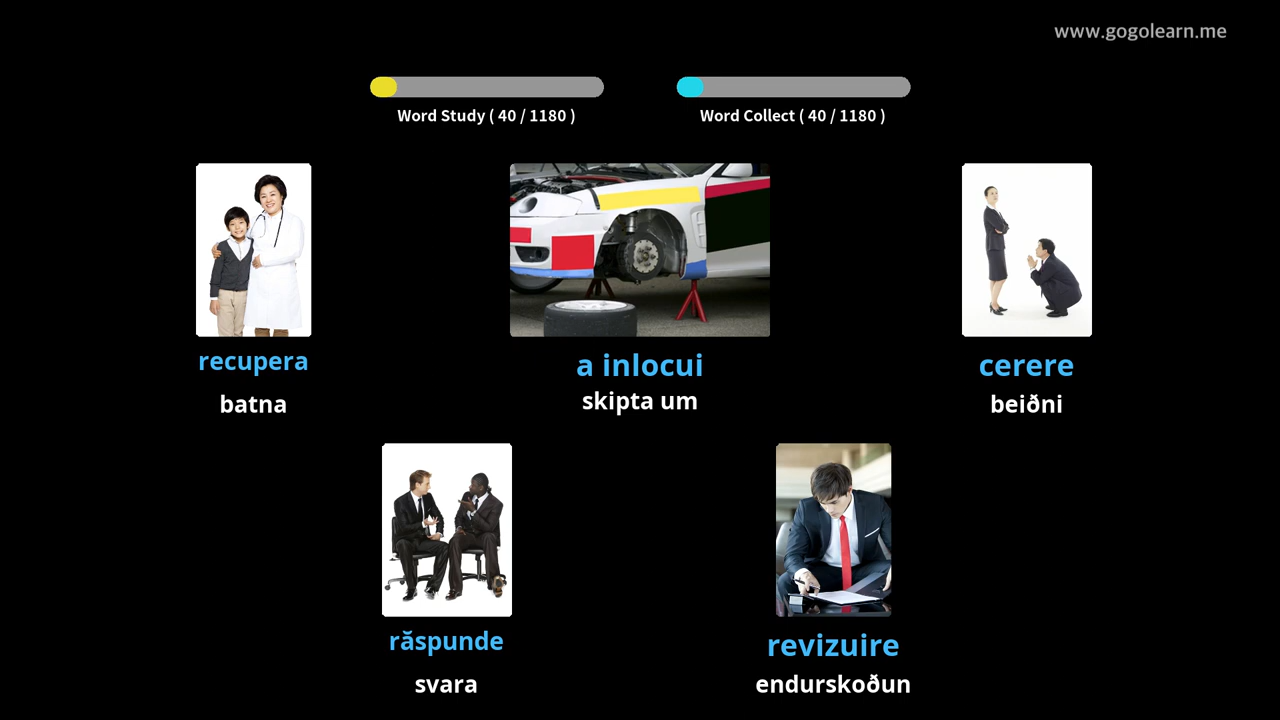 www.gogolearn.me
Word Study ( 40 / 1180 )
Word Collect ( 40 / 1180 )
recupera
batna
a inlocui
skipta um
cerere
beiðni
răspunde
svara
revizuire
endurskoðun